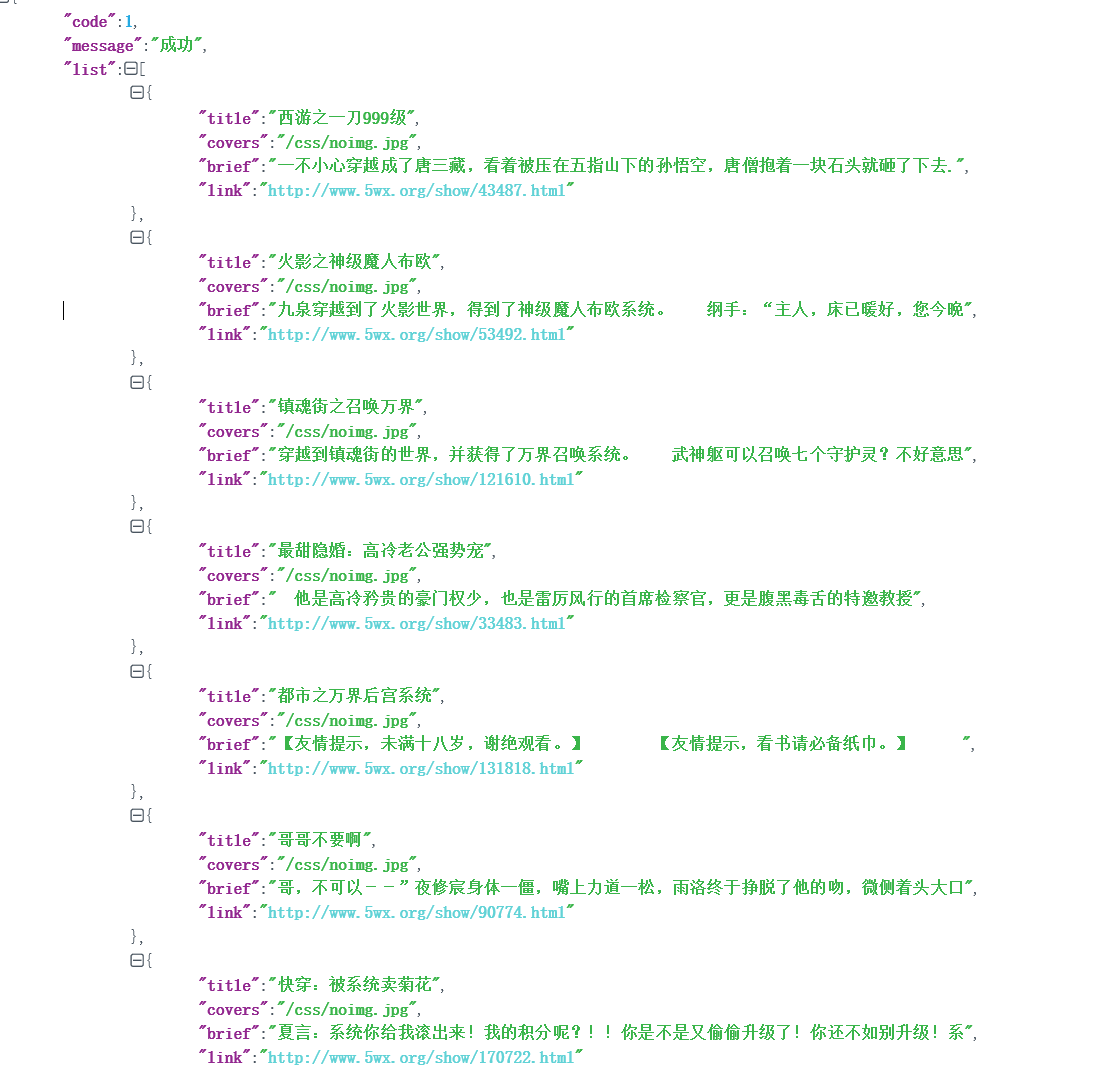 {
"code":1,
"message":"成功",
"list":[
{
"title":"西游之一刀999级",
"covers":"/css/noimg.jpg",
"brief":"一不小心穿越成了唐三藏，看着被压在五指山下的孙悟空，唐僧抱着一块石头就砸了下去.",
"link":"http://www.5wx.org/show/43487.html"
},
{
"title":"火影之神级魔人布欧",
"covers":"/css/noimg.jpg",
"brief":"九泉穿越到了火影世界，得到了神级魔人布欧系统。　　纲手：“主人，床已暖好，您今晚",
"link":"http://www.5wx.org/show/53492.html"
},
{
"title":"镇魂街之召唤万界",
"covers":"/css/noimg.jpg",
"brief":"穿越到镇魂街的世界，并获得了万界召唤系统。　　武神躯可以召唤七个守护灵？不好意思",
"link":"http://www.5wx.org/show/121610.html"
},
{
"title":"最甜隐婚：高冷老公强势宠",
"covers":"/css/noimg.jpg",
"brief":"　他是高冷矜贵的豪门权少，也是雷厉风行的首席检察官，更是腹黑毒舌的特邀教授",
"link":"http://www.5wx.org/show/33483.html"
},
{
"title":"都市之万界后宫系统",
"covers":"/css/noimg.jpg",
"brief":"【友情提示，未满十八岁，谢绝观看。】　　　　【友情提示，看书请必备纸巾。】　　　",
"link":"http://www.5wx.org/show/131818.html"
},
{
"title":"哥哥不要啊",
"covers":"/css/noimg.jpg",
"brief":"哥，不可以－－”夜修宸身体一僵，嘴上力道一松，雨洛终于挣脱了他的吻，微侧着头大口",
"link":"http://www.5wx.org/show/90774.html"
},
{
"title":"快穿：被系统卖菊花",
"covers":"/css/noimg.jpg",
"brief":"夏言：系统你给我滚出来！我的积分呢？！！你是不是又偷偷升级了！你还不如别升级！系",
"link":"http://www.5wx.org/show/170722.html"